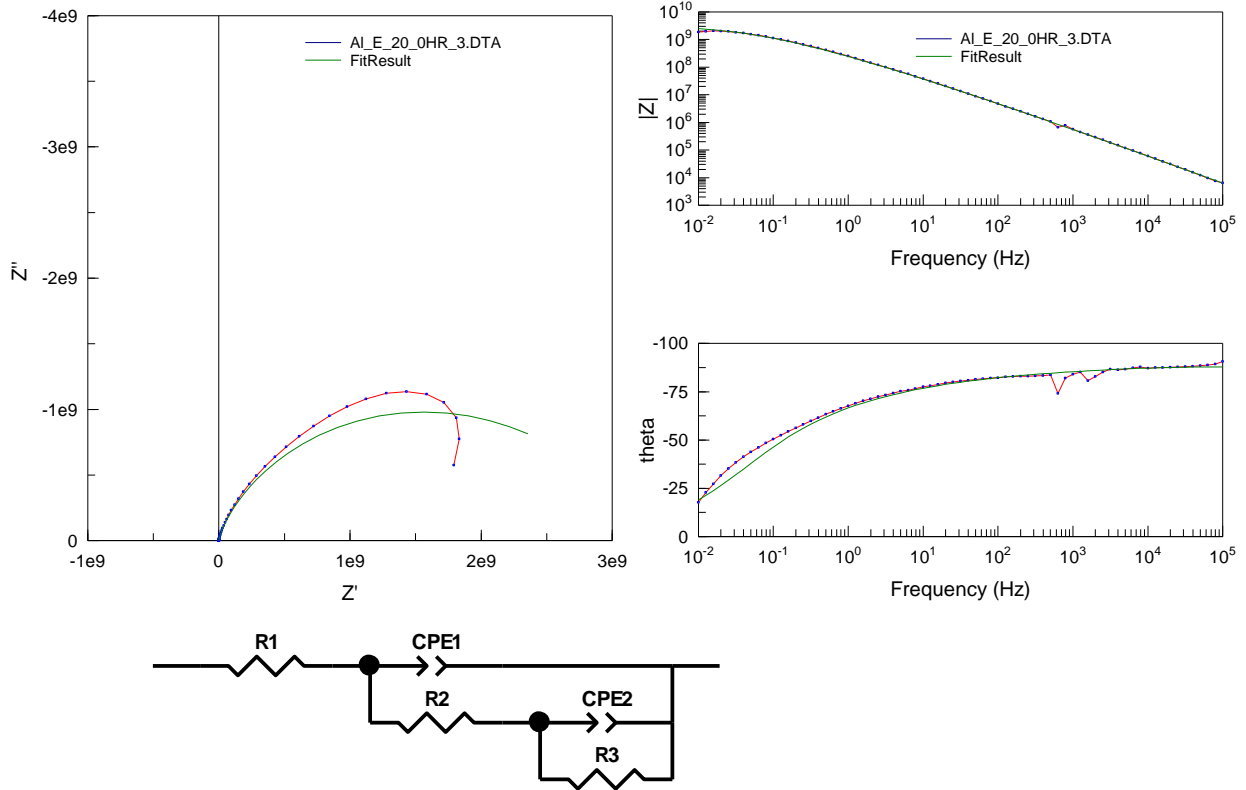 -4e9
-3e9
-2e9
-1e9
0
Z''
-1e9
0
1e9
2e9
3e9
Z'
Al_E_20_0HR_3.DTA
FitResult
10^10
10^9
10^8
10^7
10^6
10^5
10^4
10^3
|Z|
10^-2
10^-1
10^0
10^1
10^2
10^3
10^4
10^5
Frequency (Hz)
Al_E_20_0HR_3.DTA
FitResult
-100
-75
-50
-25
0
theta
10^-2
10^-1
10^0
10^1
10^2
10^3
10^4
10^5
Frequency (Hz)
R1
CPE1
R2
CPE2
R3